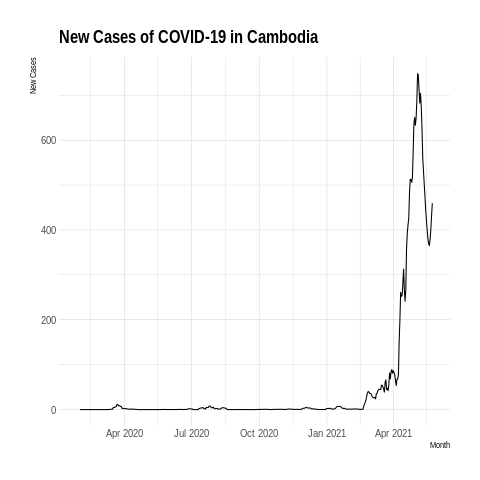 New Cases of COVID-19 in Cambodia
New Cases
600
400
200
0
Apr 2020 Jul 2020 Oct 2020 Jan 2021 Apr 2021
Month